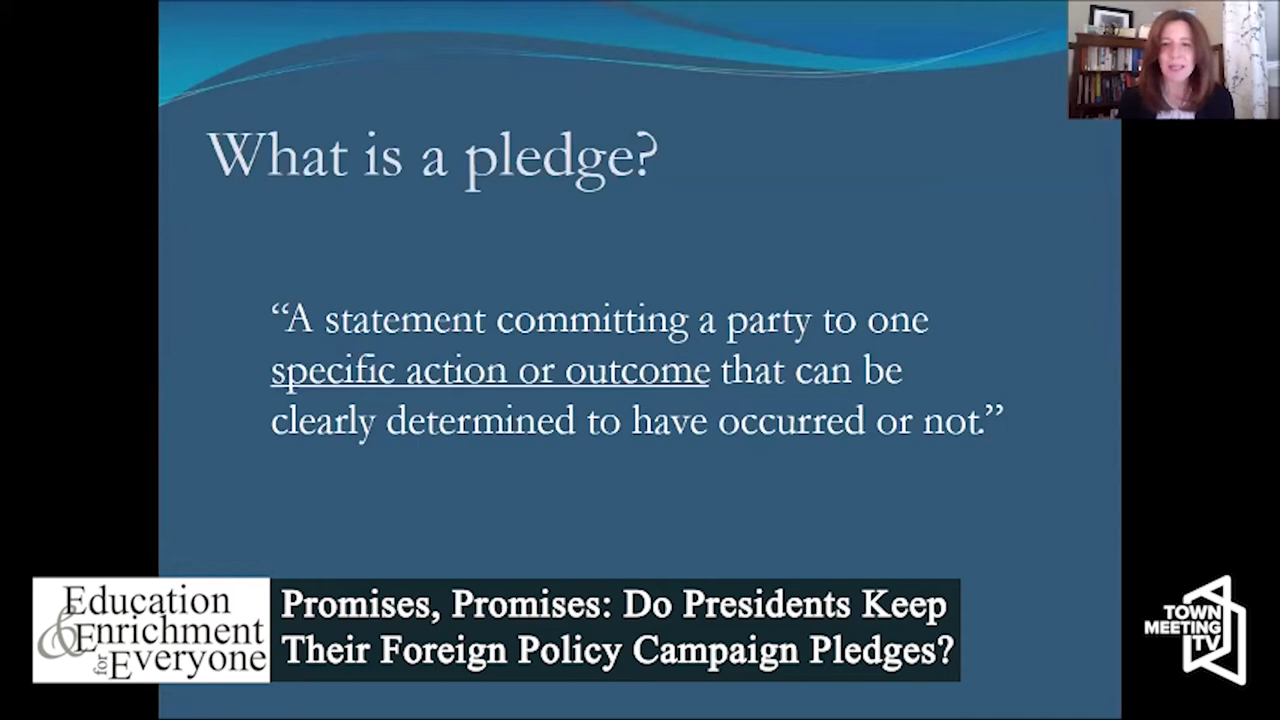 What is a pledge?
“A statement committing a party to one
specific action or outcome that can be
clearly determined to have occurred or not.”
Education
& Enrichment
for Everyone
Promises, Promises: Do Presidents Keep
Their Foreign Policy Campaign Pledges?
TOWN
MEETING
TV